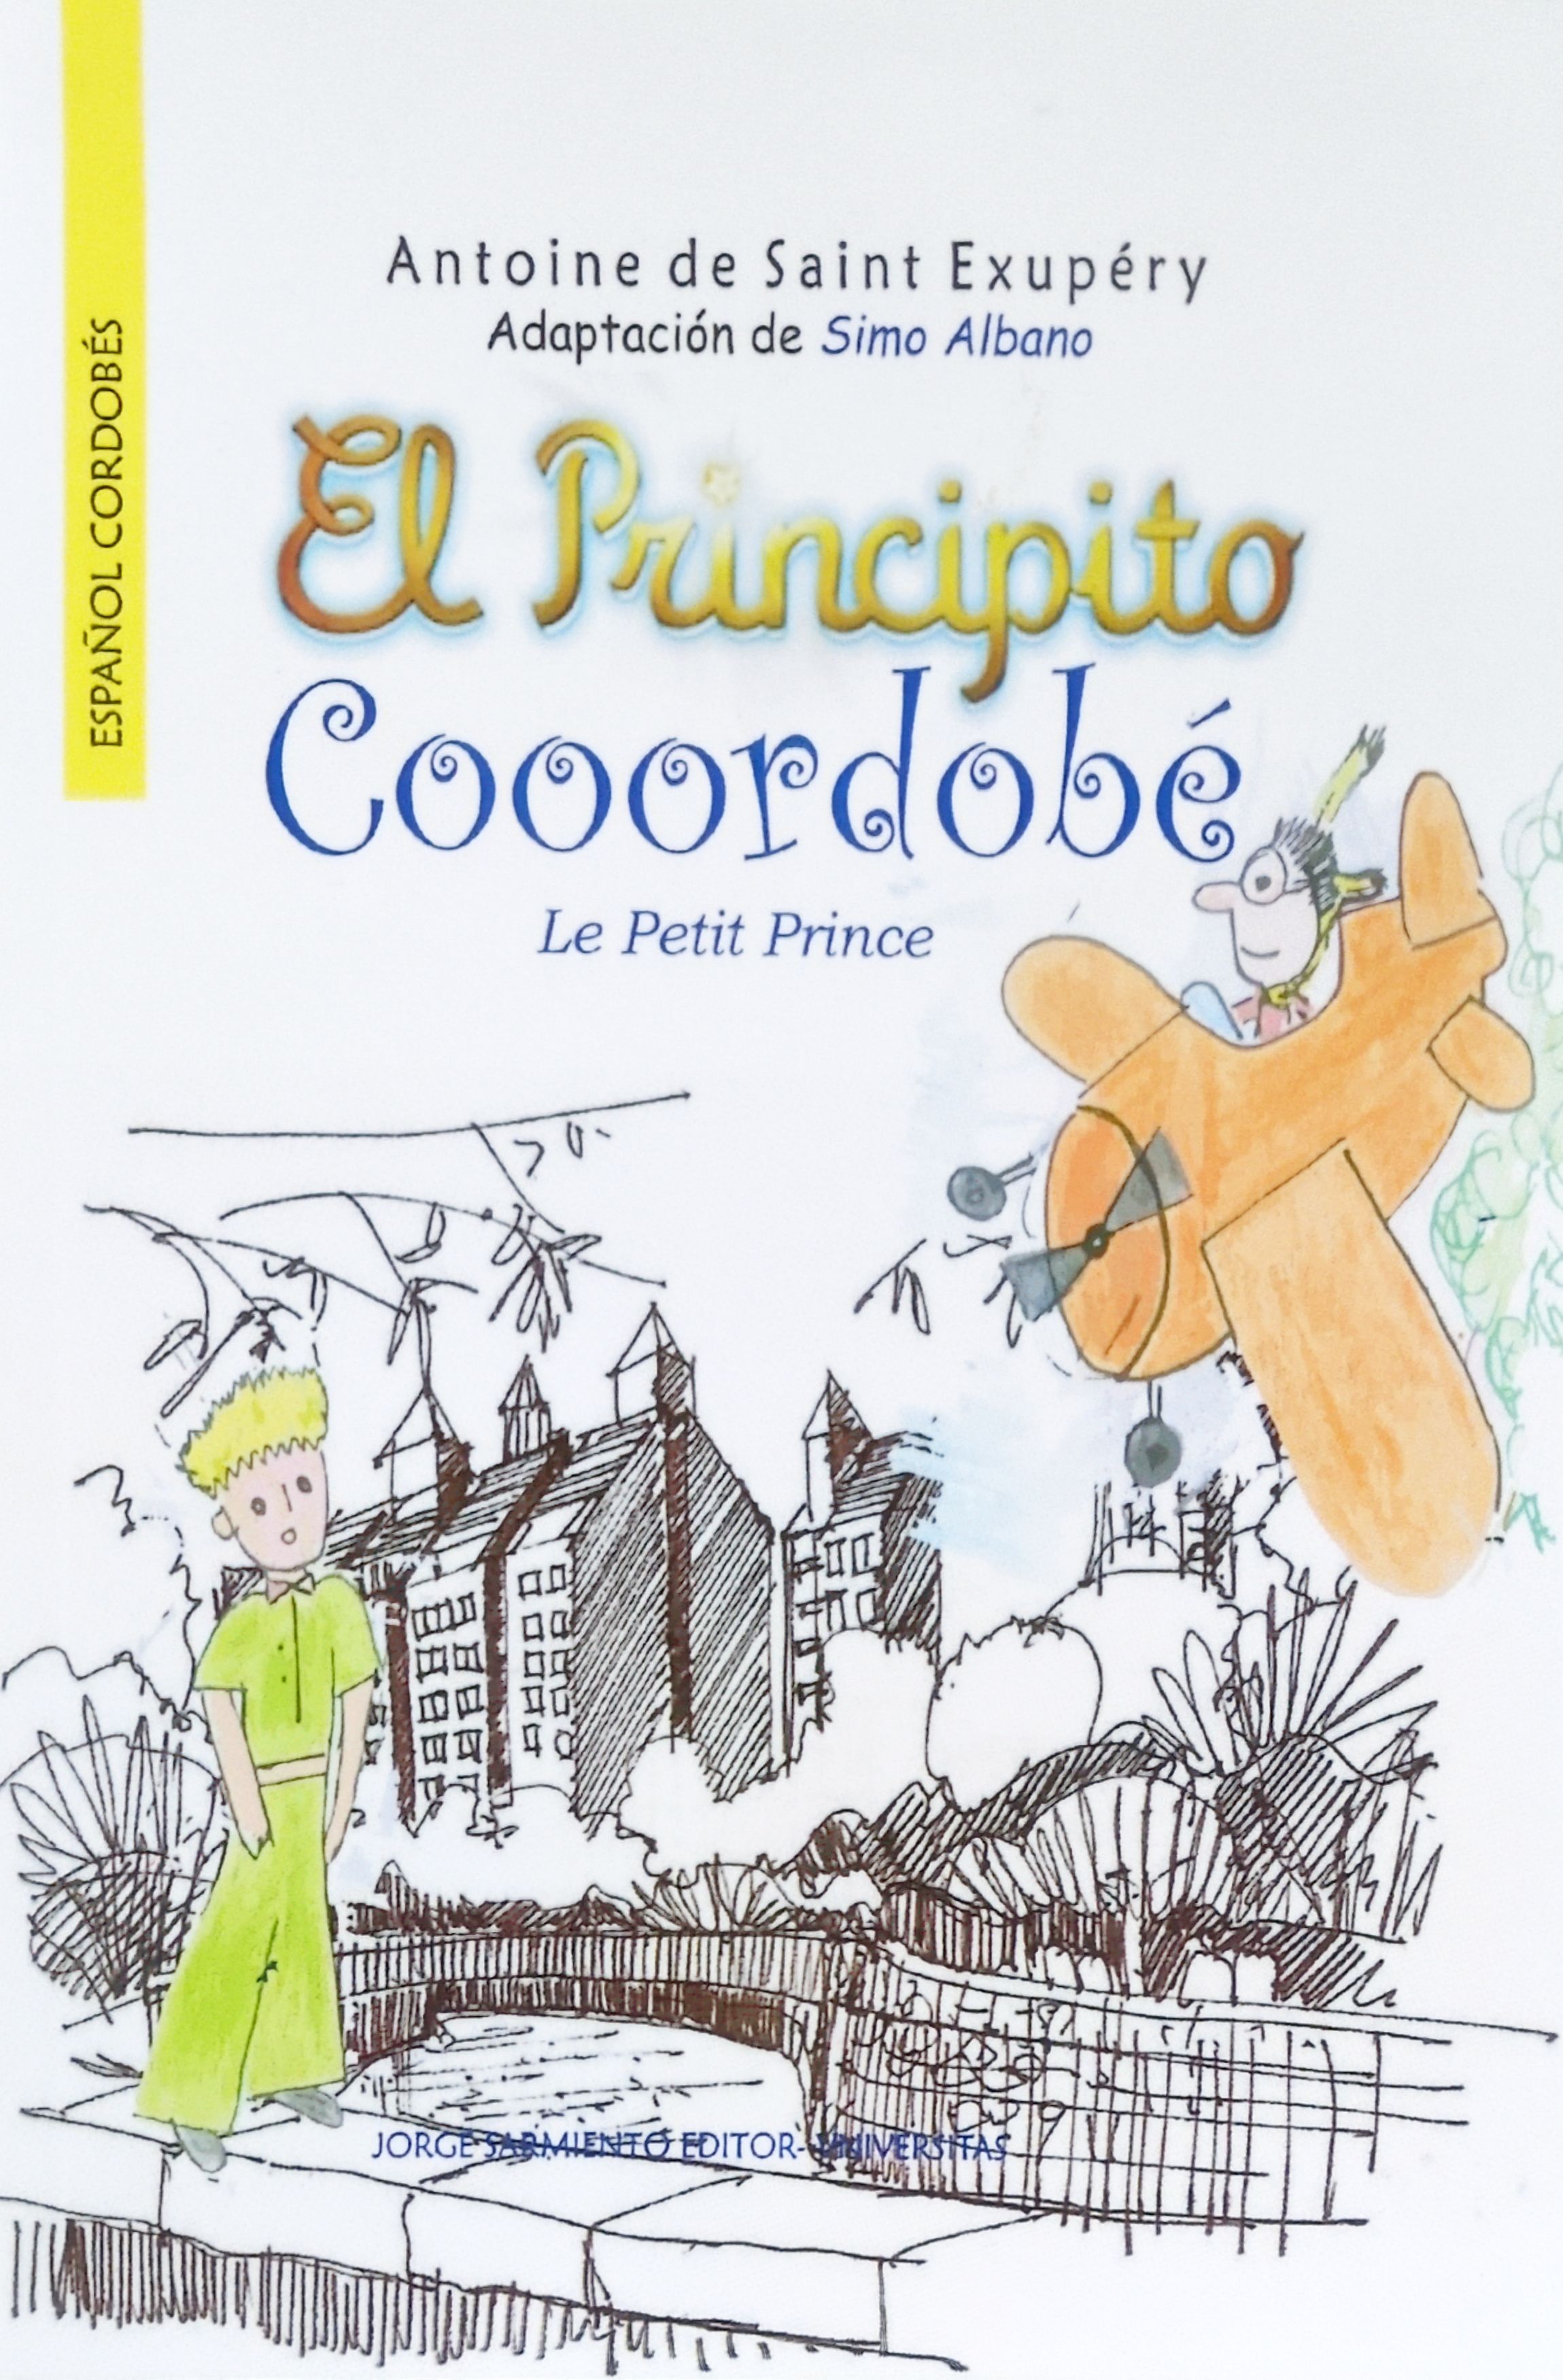 ESPAÑOL CORDOBÉS
Antoine de Saint Exupéry
Adaptación de Simo Albano
El Principito
Cooordobé
Le Petit Prince
JORGE SARMIENTO EDITOR- UNIVERSITAS